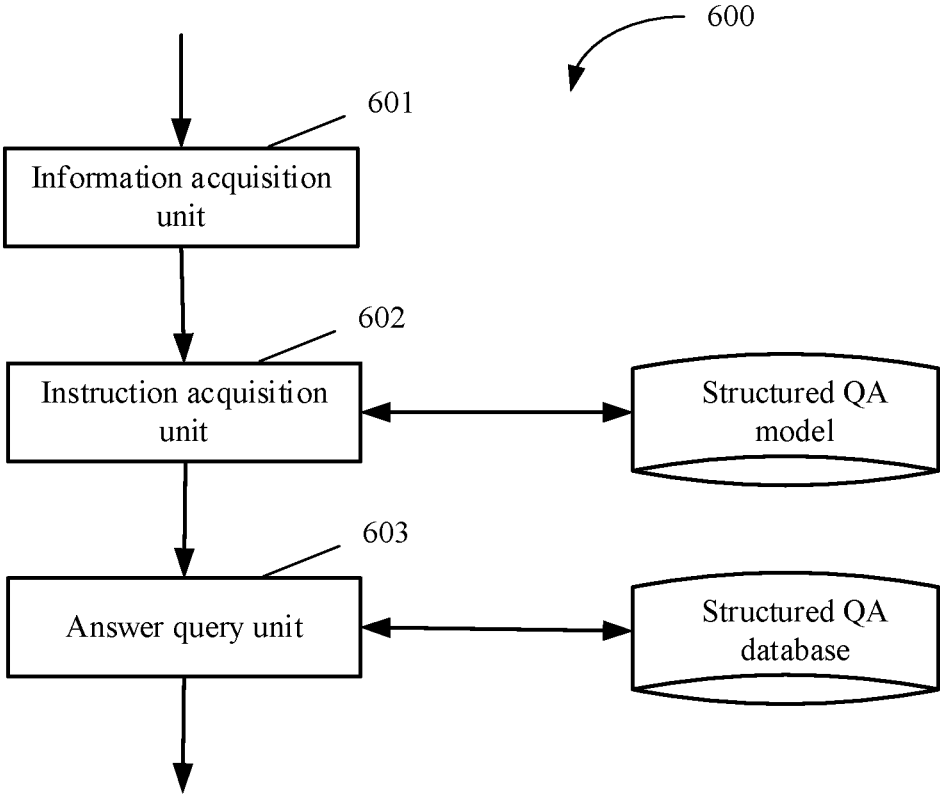 600
601
Information acquisition
unit
602
Instruction acquisition
unit
Structured QA
model
603
Answer query unit
Structured QA
database